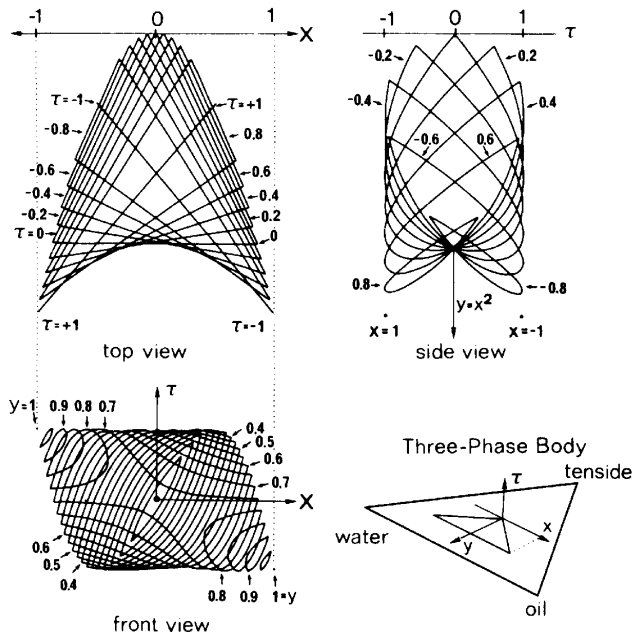 -1 0 1 X
τ=-1 τ=+1
-0.8 0.8
-0.6 0.6
-0.4 0.4
-0.2 0.2
τ=0 0
τ=+1 τ=-1
top view
-1 0 1 τ
-0.2 0.2
-0.4 0.4
-0.6 0.6
0.8 -0.8
y=x²
x=1 x=-1
side view
τ
y=1 0.9 0.8 0.7
0.4
0.5
0.6
0.7
X
0.6
0.5
0.4
0.8 0.9 1=y
front view
Three-Phase Body
tenside
τ
water
x
y
oil